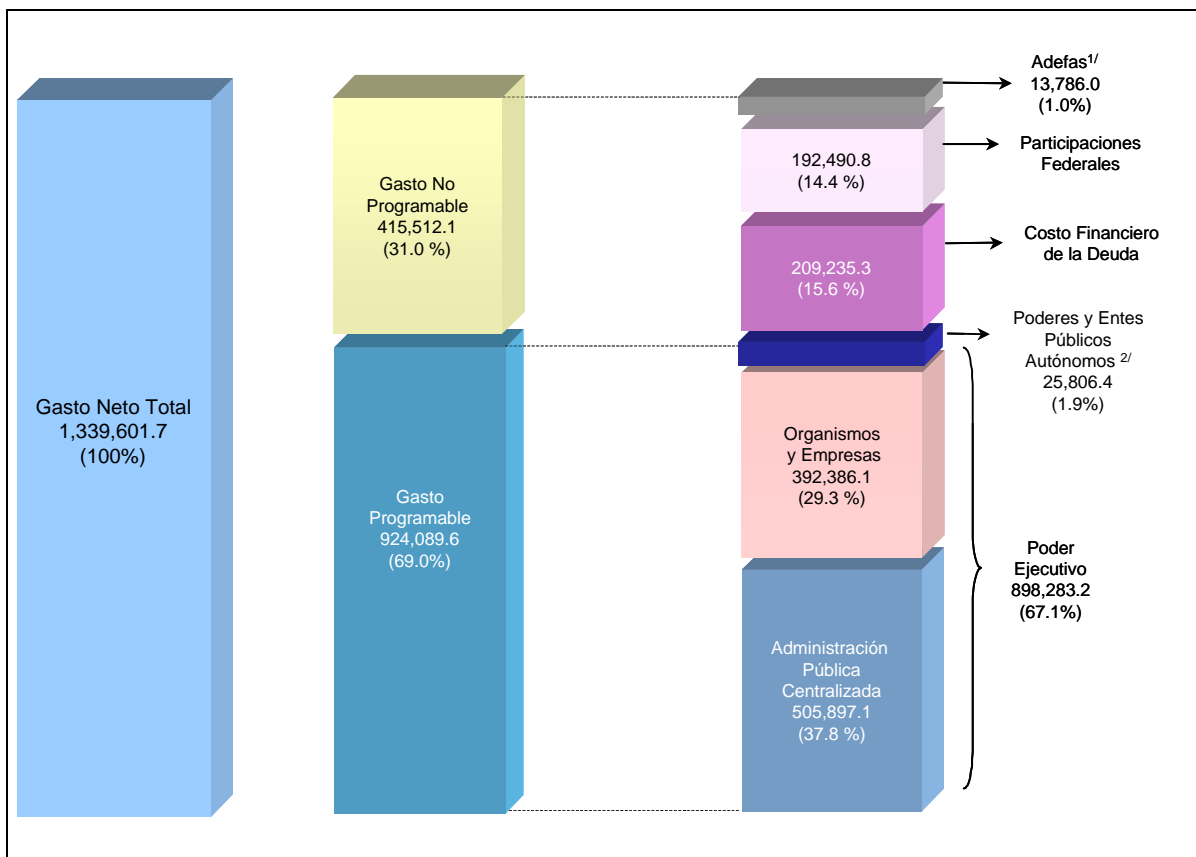 Gasto Neto Total
1,339,601.7
(100%)
Gasto No
Programable
415,512.1
(31.0 %)
Gasto
Programable
924,089.6
(69.0%)
192,490.8
(14.4 %)
209,235.3
(15.6 %)
Organismos
y Empresas
392,386.1
(29.3 %)
Administración
Pública
Centralizada
505,897.1
(37.8 %)
Adefas1/
13,786.0
(1.0%)
Participaciones
Federales
Costo Financiero
de la Deuda
Poderes y Entes
Públicos
Autónomos 2/
25,806.4
(1.9%)
Poder
Ejecutivo
898,283.2
(67.1%)